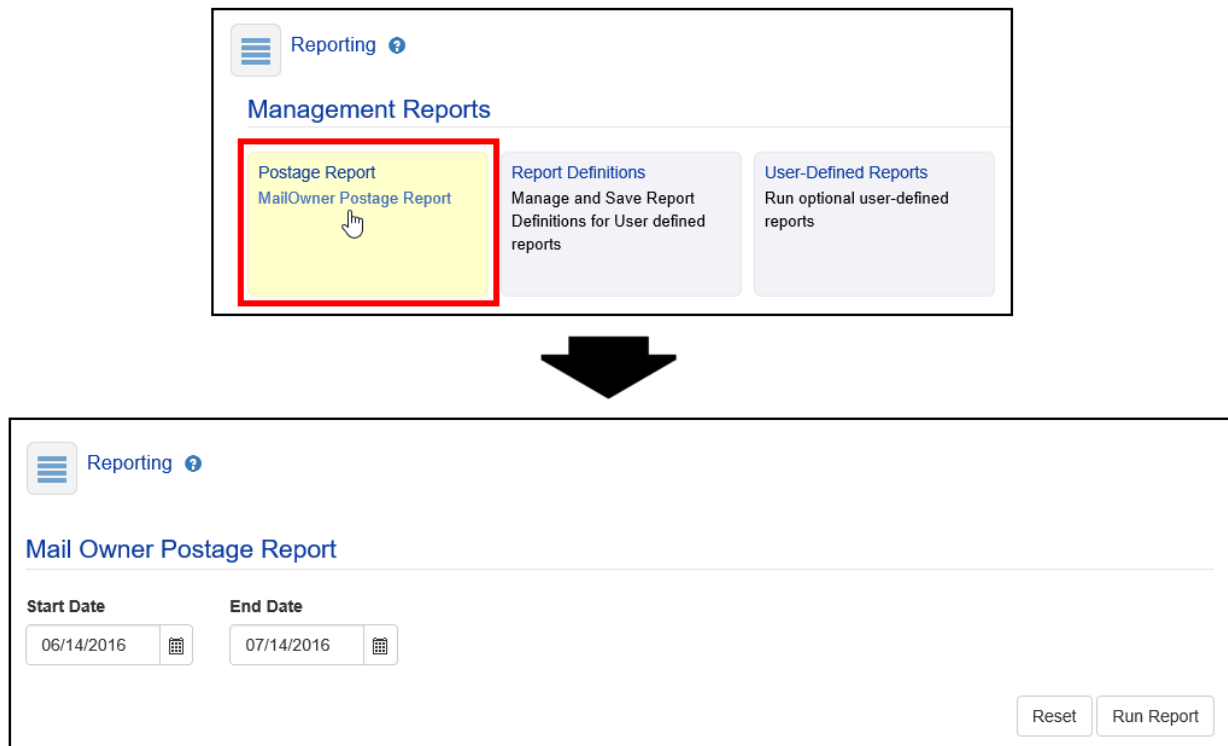 Reporting
Management Reports
Postage Report
MailOwner Postage Report
Report Definitions
Manage and Save Report
Definitions for User defined
reports
User-Defined Reports
Run optional user-defined
reports
Reporting
Mail Owner Postage Report
Start Date
End Date
06/14/2016
07/14/2016
Reset
Run Report